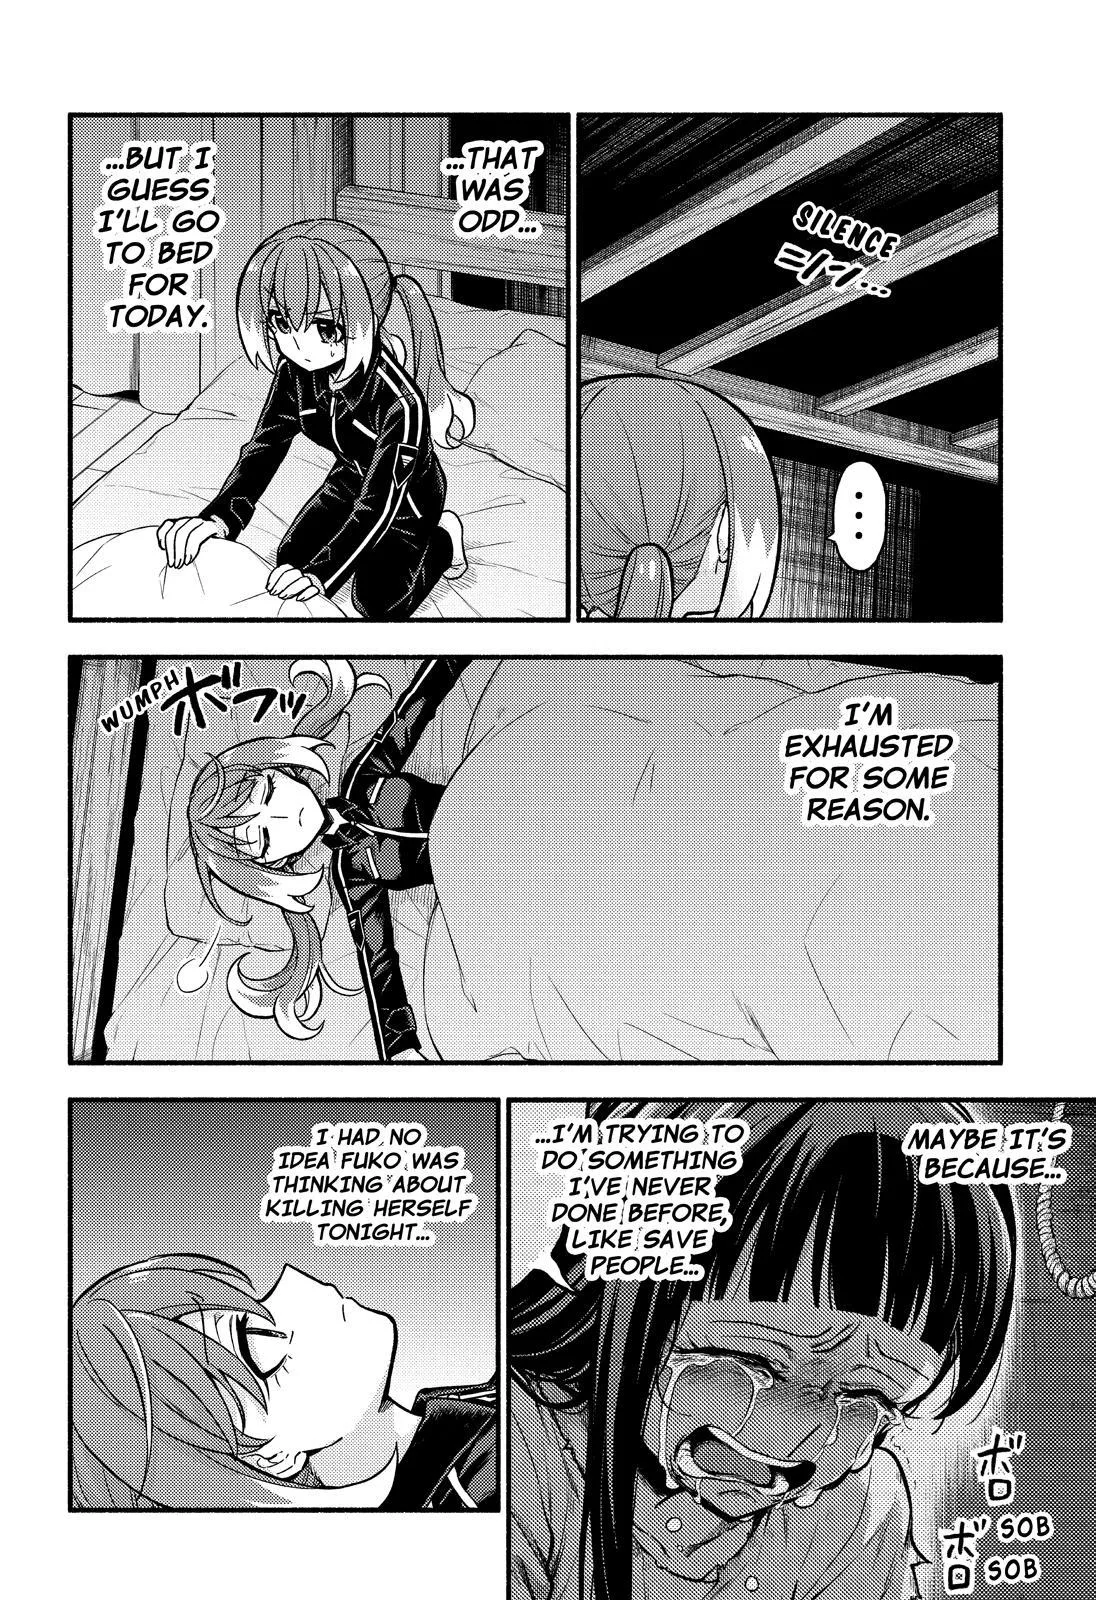 SILENCE
シーン…
...
...THAT
WAS
ODD...
...BUT I
GUESS
I'LL GO
TO BED
FOR
TODAY.
WUMPH
ボフッ
I'M
EXHAUSTED
FOR SOME
REASON.
MAYBE IT'S
BECAUSE...
...I'M TRYING TO
DO SOMETHING
I'VE NEVER
DONE BEFORE,
LIKE SAVE
PEOPLE...
ボロ
SOB
ボロ
SOB
I HAD NO
IDEA FUKO WAS
THINKING ABOUT
KILLING HERSELF
TONIGHT...